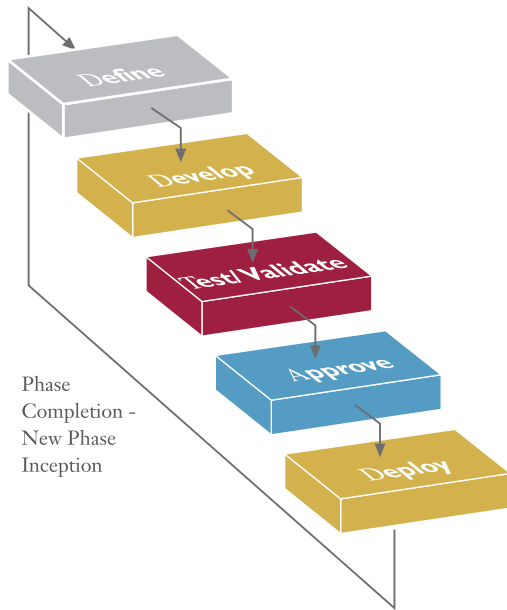 Define
Develop
Test/Validate
Approve
Deploy
Phase
Completion -
New Phase
Inception